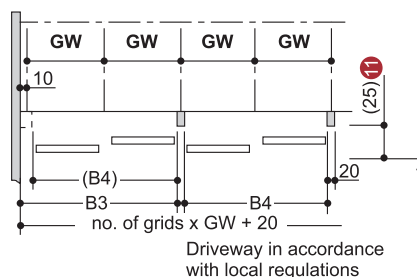 GW GW GW GW
10
(25) 11
(B4)
20
B3
B4
no. of grids x GW + 20
Driveway in accordance
with local regulations